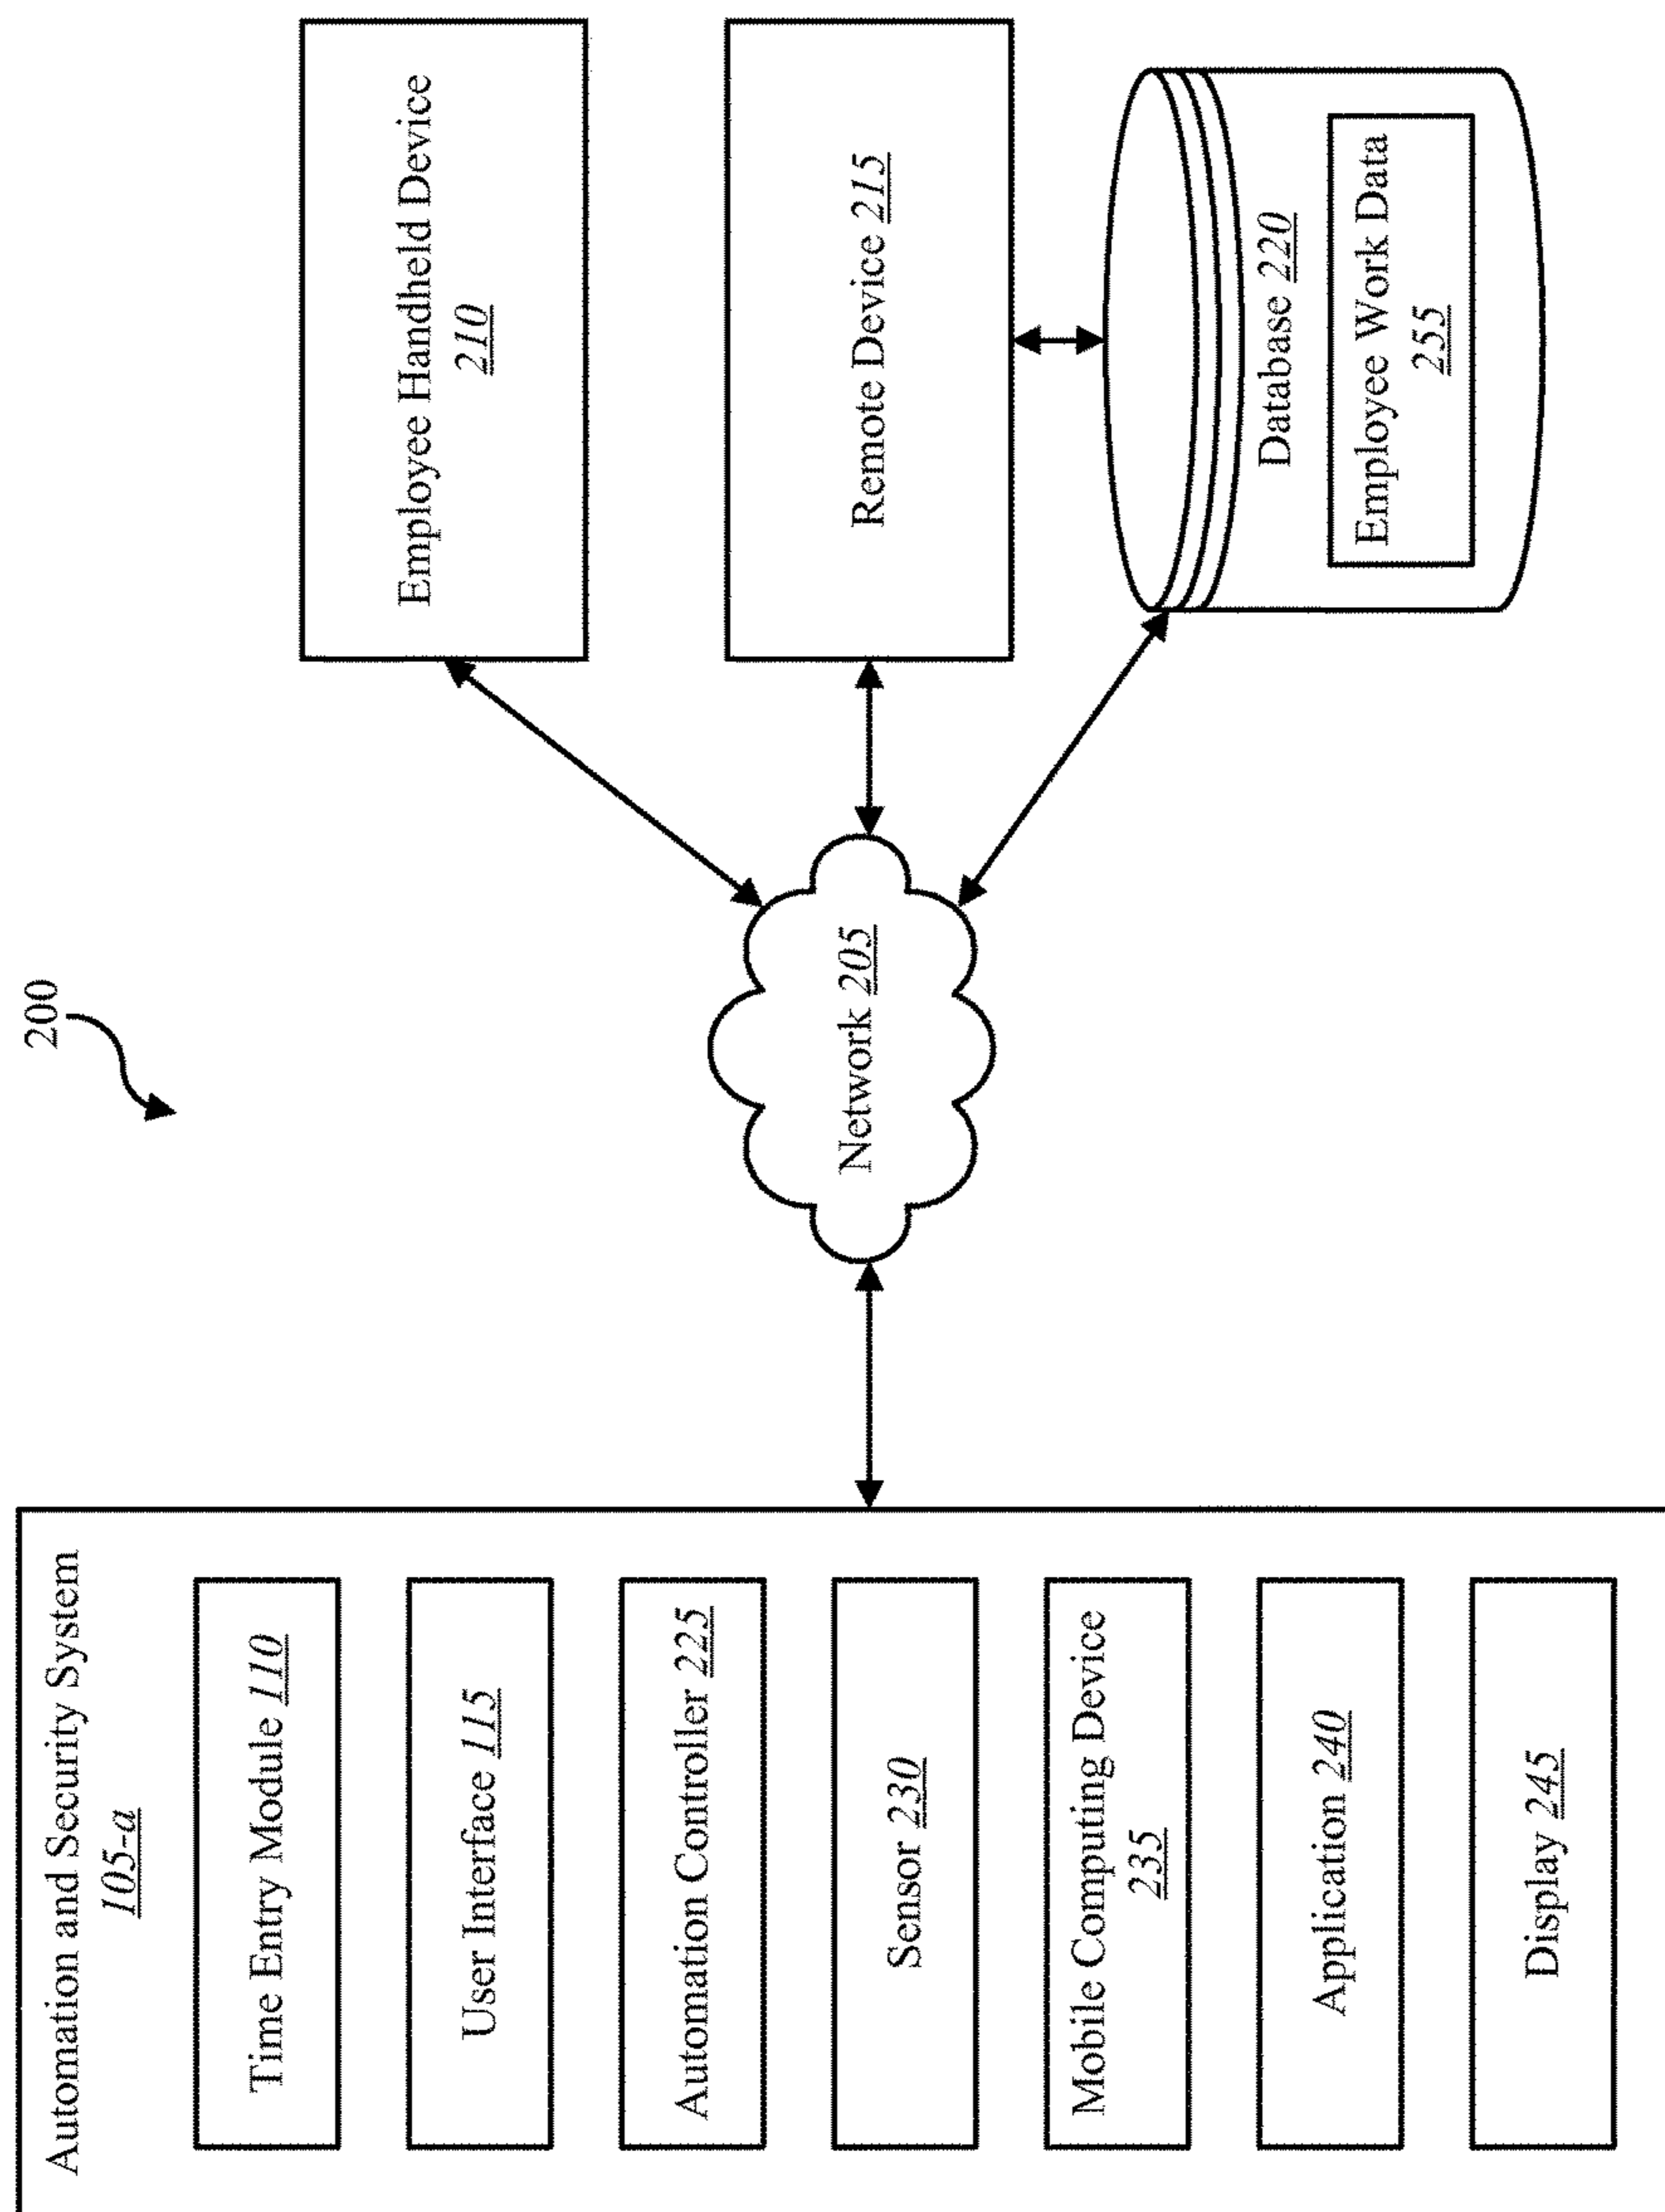 200
Automation and Security System
105-a
Time Entry Module 110
User Interface 115
Automation Controller 225
Sensor 230
Mobile Computing Device
235
Application 240
Display 245
Network 205
Employee Handheld Device
210
Remote Device 215
Database 220
Employee Work Data
255